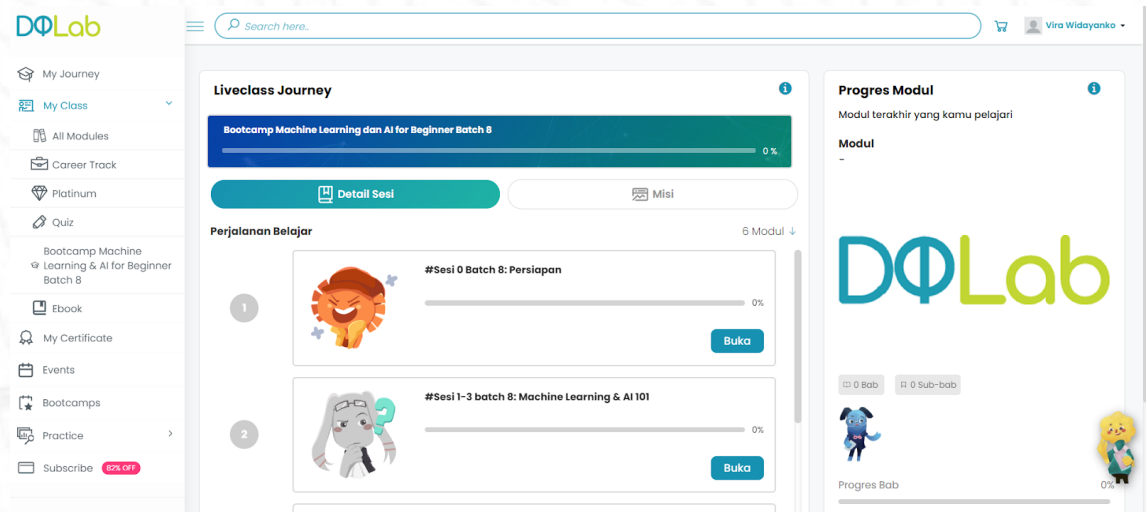 DQLab
Search here..
Vira Widayanko
My Journey
My Class
All Modules
Career Track
Platinum
Quiz
Bootcamp Machine
Learning & AI for Beginner
Batch 8
Ebook
My Certificate
Events
Bootcamps
Practice
Subscribe 82% OFF
Liveclass Journey
Bootcamp Machine Learning dan AI for Beginner Batch 8
0 %
Detail Sesi
Misi
Perjalanan Belajar
6 Modul ↓
1
#Sesi 0 Batch 8: Persiapan
0%
Buka
2
#Sesi 1-3 batch 8: Machine Learning & AI 101
0%
Buka
Progres Modul
Modul terakhir yang kamu pelajari
Modul
-
DQLab
0 Bab
0 Sub-bab
Progres Bab
0%